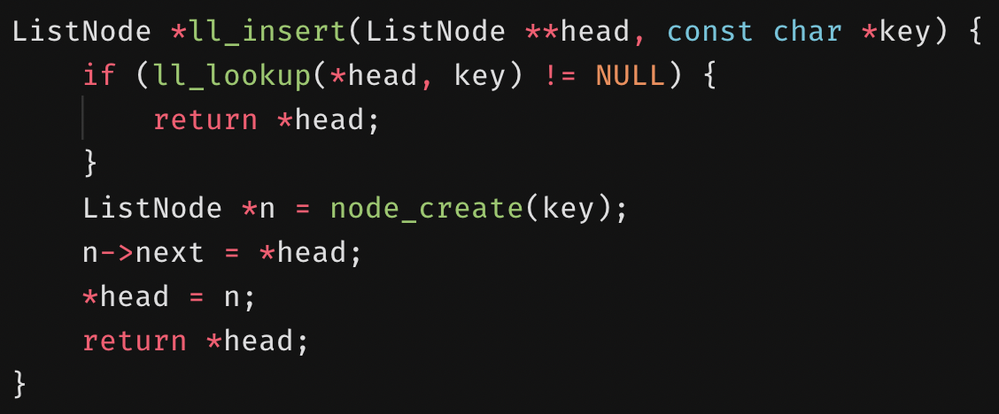 ListNode *ll_insert(ListNode **head, const char *key) {
    if (ll_lookup(*head, key) != NULL) {
        return *head;
    }
    ListNode *n = node_create(key);
    n->next = *head;
    *head = n;
    return *head;
}